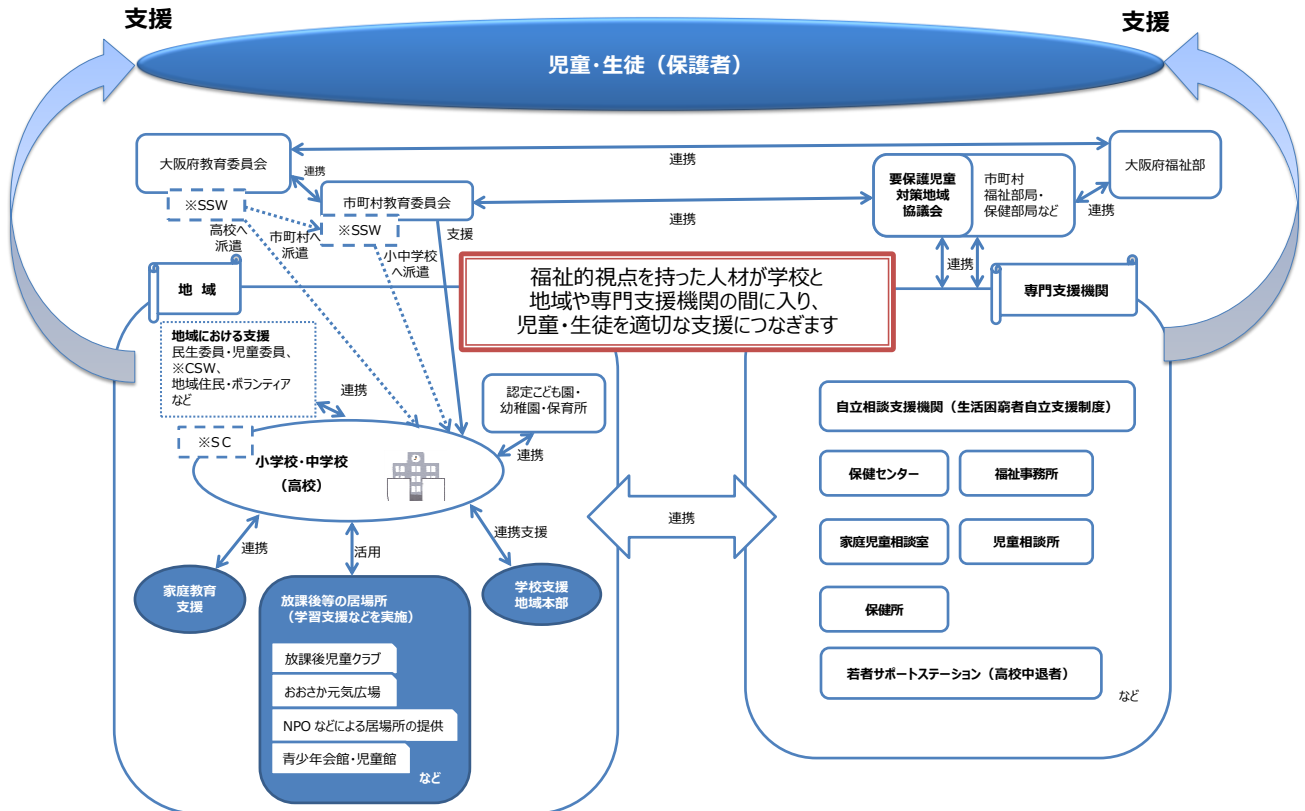 支援
支援
児童・生徒（保護者）
大阪府教育委員会
連携
大阪府福祉部
連携
※SSW
市町村教育委員会
連携
要保護児童
対策地域
協議会
市町村
福祉部局・
保健部局など
連携
※SSW
高校へ
派遣
市町村へ
派遣
支援
小中学校
へ派遣
連携
福祉的視点を持った人材が学校と
地域や専門支援機関の間に入り、
児童・生徒を適切な支援につなぎます
地 域
専門支援機関
地域における支援
民生委員・児童委員、
※CSW、
地域住民・ボランティア
など
連携
認定こども園・
幼稚園・保育所
連携
※SC
小学校・中学校
（高校）
連携
活用
連携支援
家庭教育
支援
学校支援
地域本部
放課後等の居場所
（学習支援などを実施）
放課後児童クラブ
おおさか元気広場
NPO などによる居場所の提供
青少年会館・児童館
など
連携
自立相談支援機関（生活困窮者自立支援制度）
保健センター
福祉事務所
家庭児童相談室
児童相談所
保健所
若者サポートステーション（高校中退者）
など